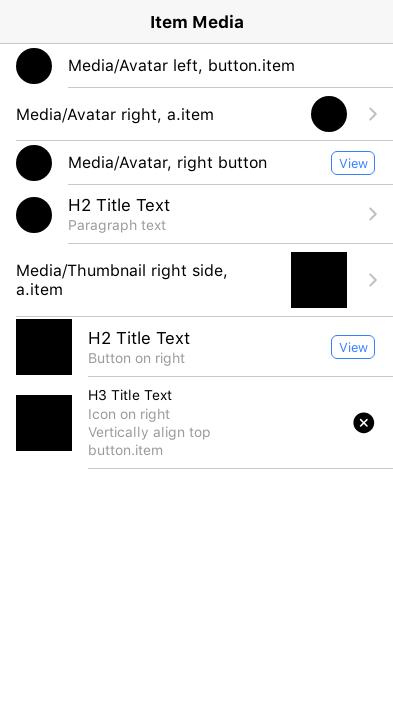 Item Media
Media/Avatar left, button.item
Media/Avatar right, a.item
Media/Avatar, right button
View
H2 Title Text
Paragraph text
Media/Thumbnail right side,
a.item
H2 Title Text
Button on right
View
H3 Title Text
Icon on right
Vertically align top
button.item